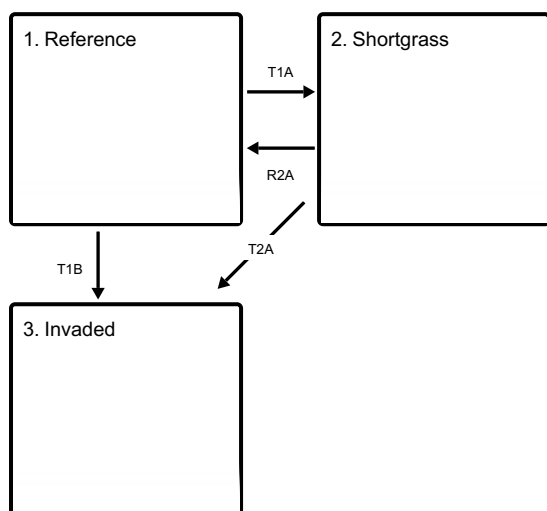 1. Reference
2. Shortgrass
T1A
R2A
T2A
T1B
3. Invaded